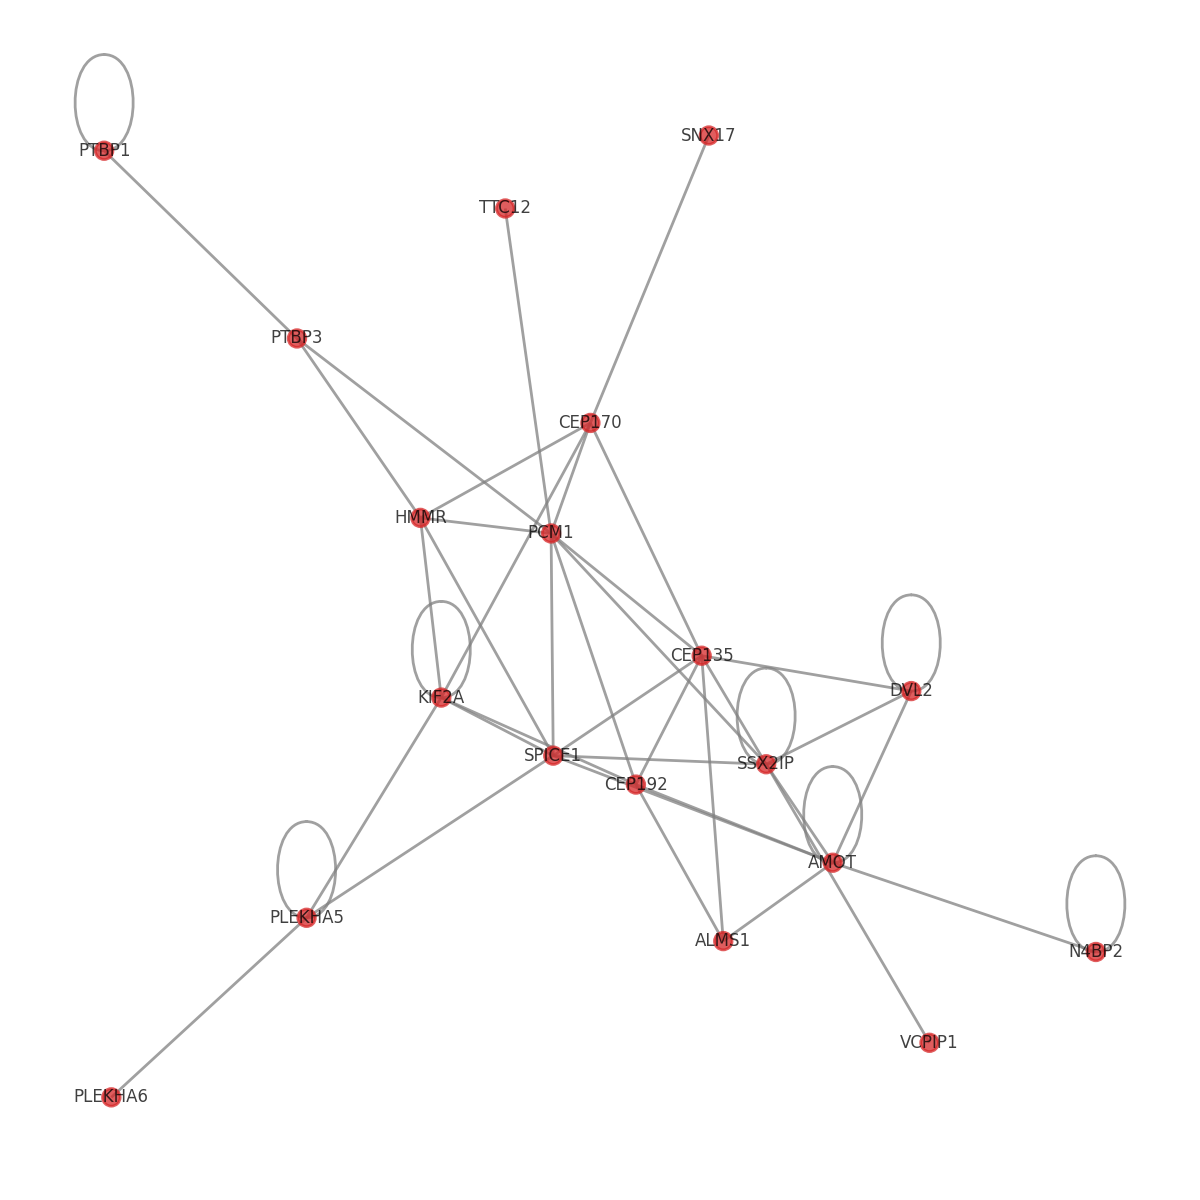 SNX17
PTBP1
TTC12
PTBP3
CEP170
HMMR
PCM1
CEP135
DVL2
KIF2A
SPICE1
SSX2IP
CEP192
AMOT
PLEKHA5
ALMS1
N4BP2
VCPIP1
PLEKHA6